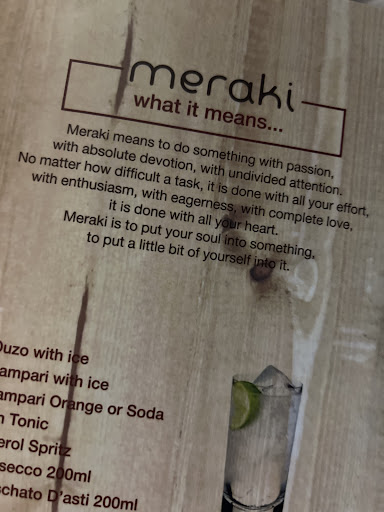 meraki
what it means...
Meraki means to do something with passion,
with absolute devotion, with undivided attention.
No matter how difficult a task, it is done with all your effort,
with enthusiasm, with eagerness, with complete love,
it is done with all your heart.
Meraki is to put your soul into something,
to put a little bit of yourself into it.
Ouzo with ice
ampari with ice
ampari Orange or Soda
Tonic
erol Spritz
secco 200ml
schato D'asti 200ml